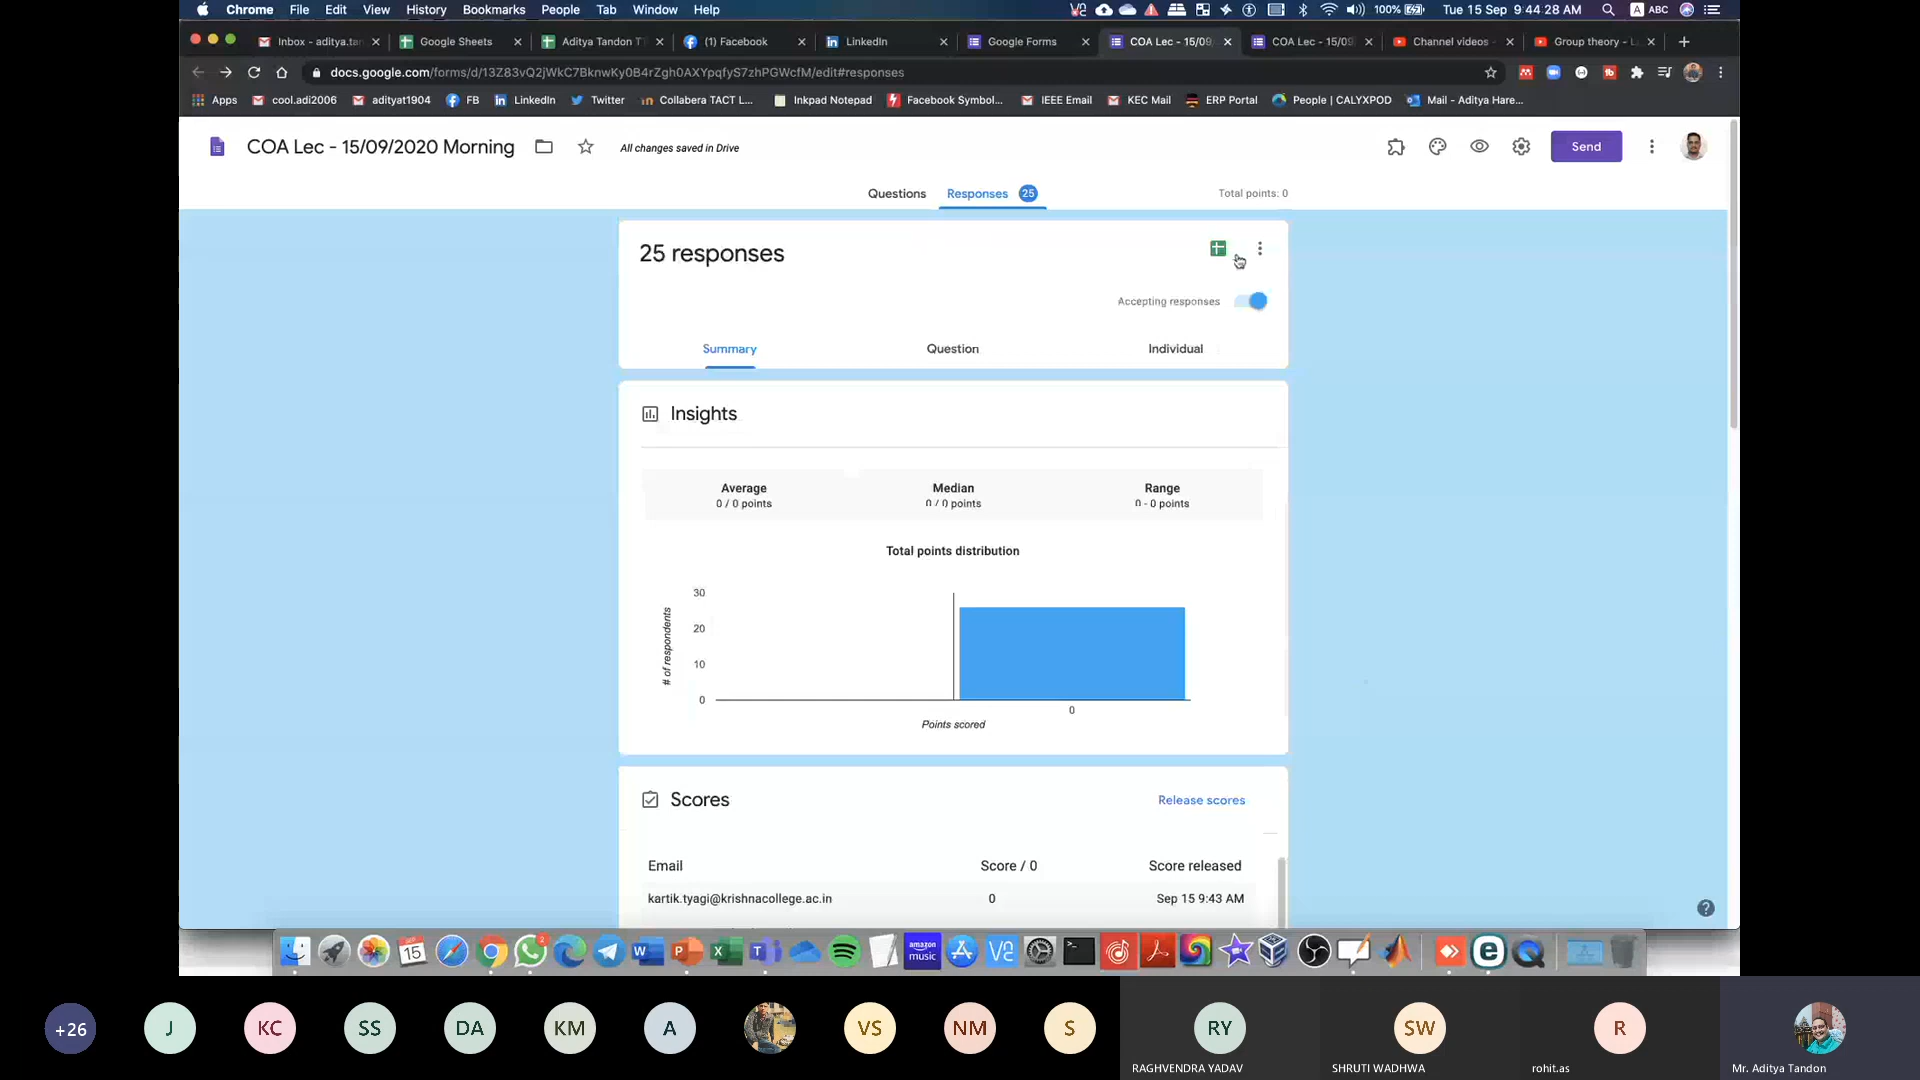 Chrome File Edit View History Bookmarks People Tab Window Help 100% Tue 15 Sep 9:44:28 AM A ABC
Inbox - aditya.tan Google Sheets Aditya Tandon T (1) Facebook LinkedIn Google Forms COA Lec - 15/09 COA Lec - 15/09 Channel videos - Group theory - L
docs.google.com/forms/d/13Z83vQ2jWkC7BknwKy0B4rZgh0AXYpqfyS7zhPGWcfM/edit#responses
Apps cool.adi2006 adityat1904 FB LinkedIn Twitter Collabera TACT L... Inkpad Notepad Facebook Symbol... IEEE Email KEC Mail ERP Portal People | CALYXPOD Mail - Aditya Hare...
COA Lec - 15/09/2020 Morning All changes saved in Drive Send
Questions Responses 25 Total points: 0
25 responses
Accepting responses
Summary Question Individual
Insights
Average Median Range
0 / 0 points 0 / 0 points 0 - 0 points
Total points distribution
30
20
10
0
# of respondents
0
Points scored
Scores Release scores
Email Score / 0 Score released
kartik.tyagi@krishnacollege.ac.in 0 Sep 15 9:43 AM
+26 J KC SS DA KM A VS NM S RY SW R
RAGHVENDRA YADAV SHRUTI WADHWA rohit.as Mr. Aditya Tandon